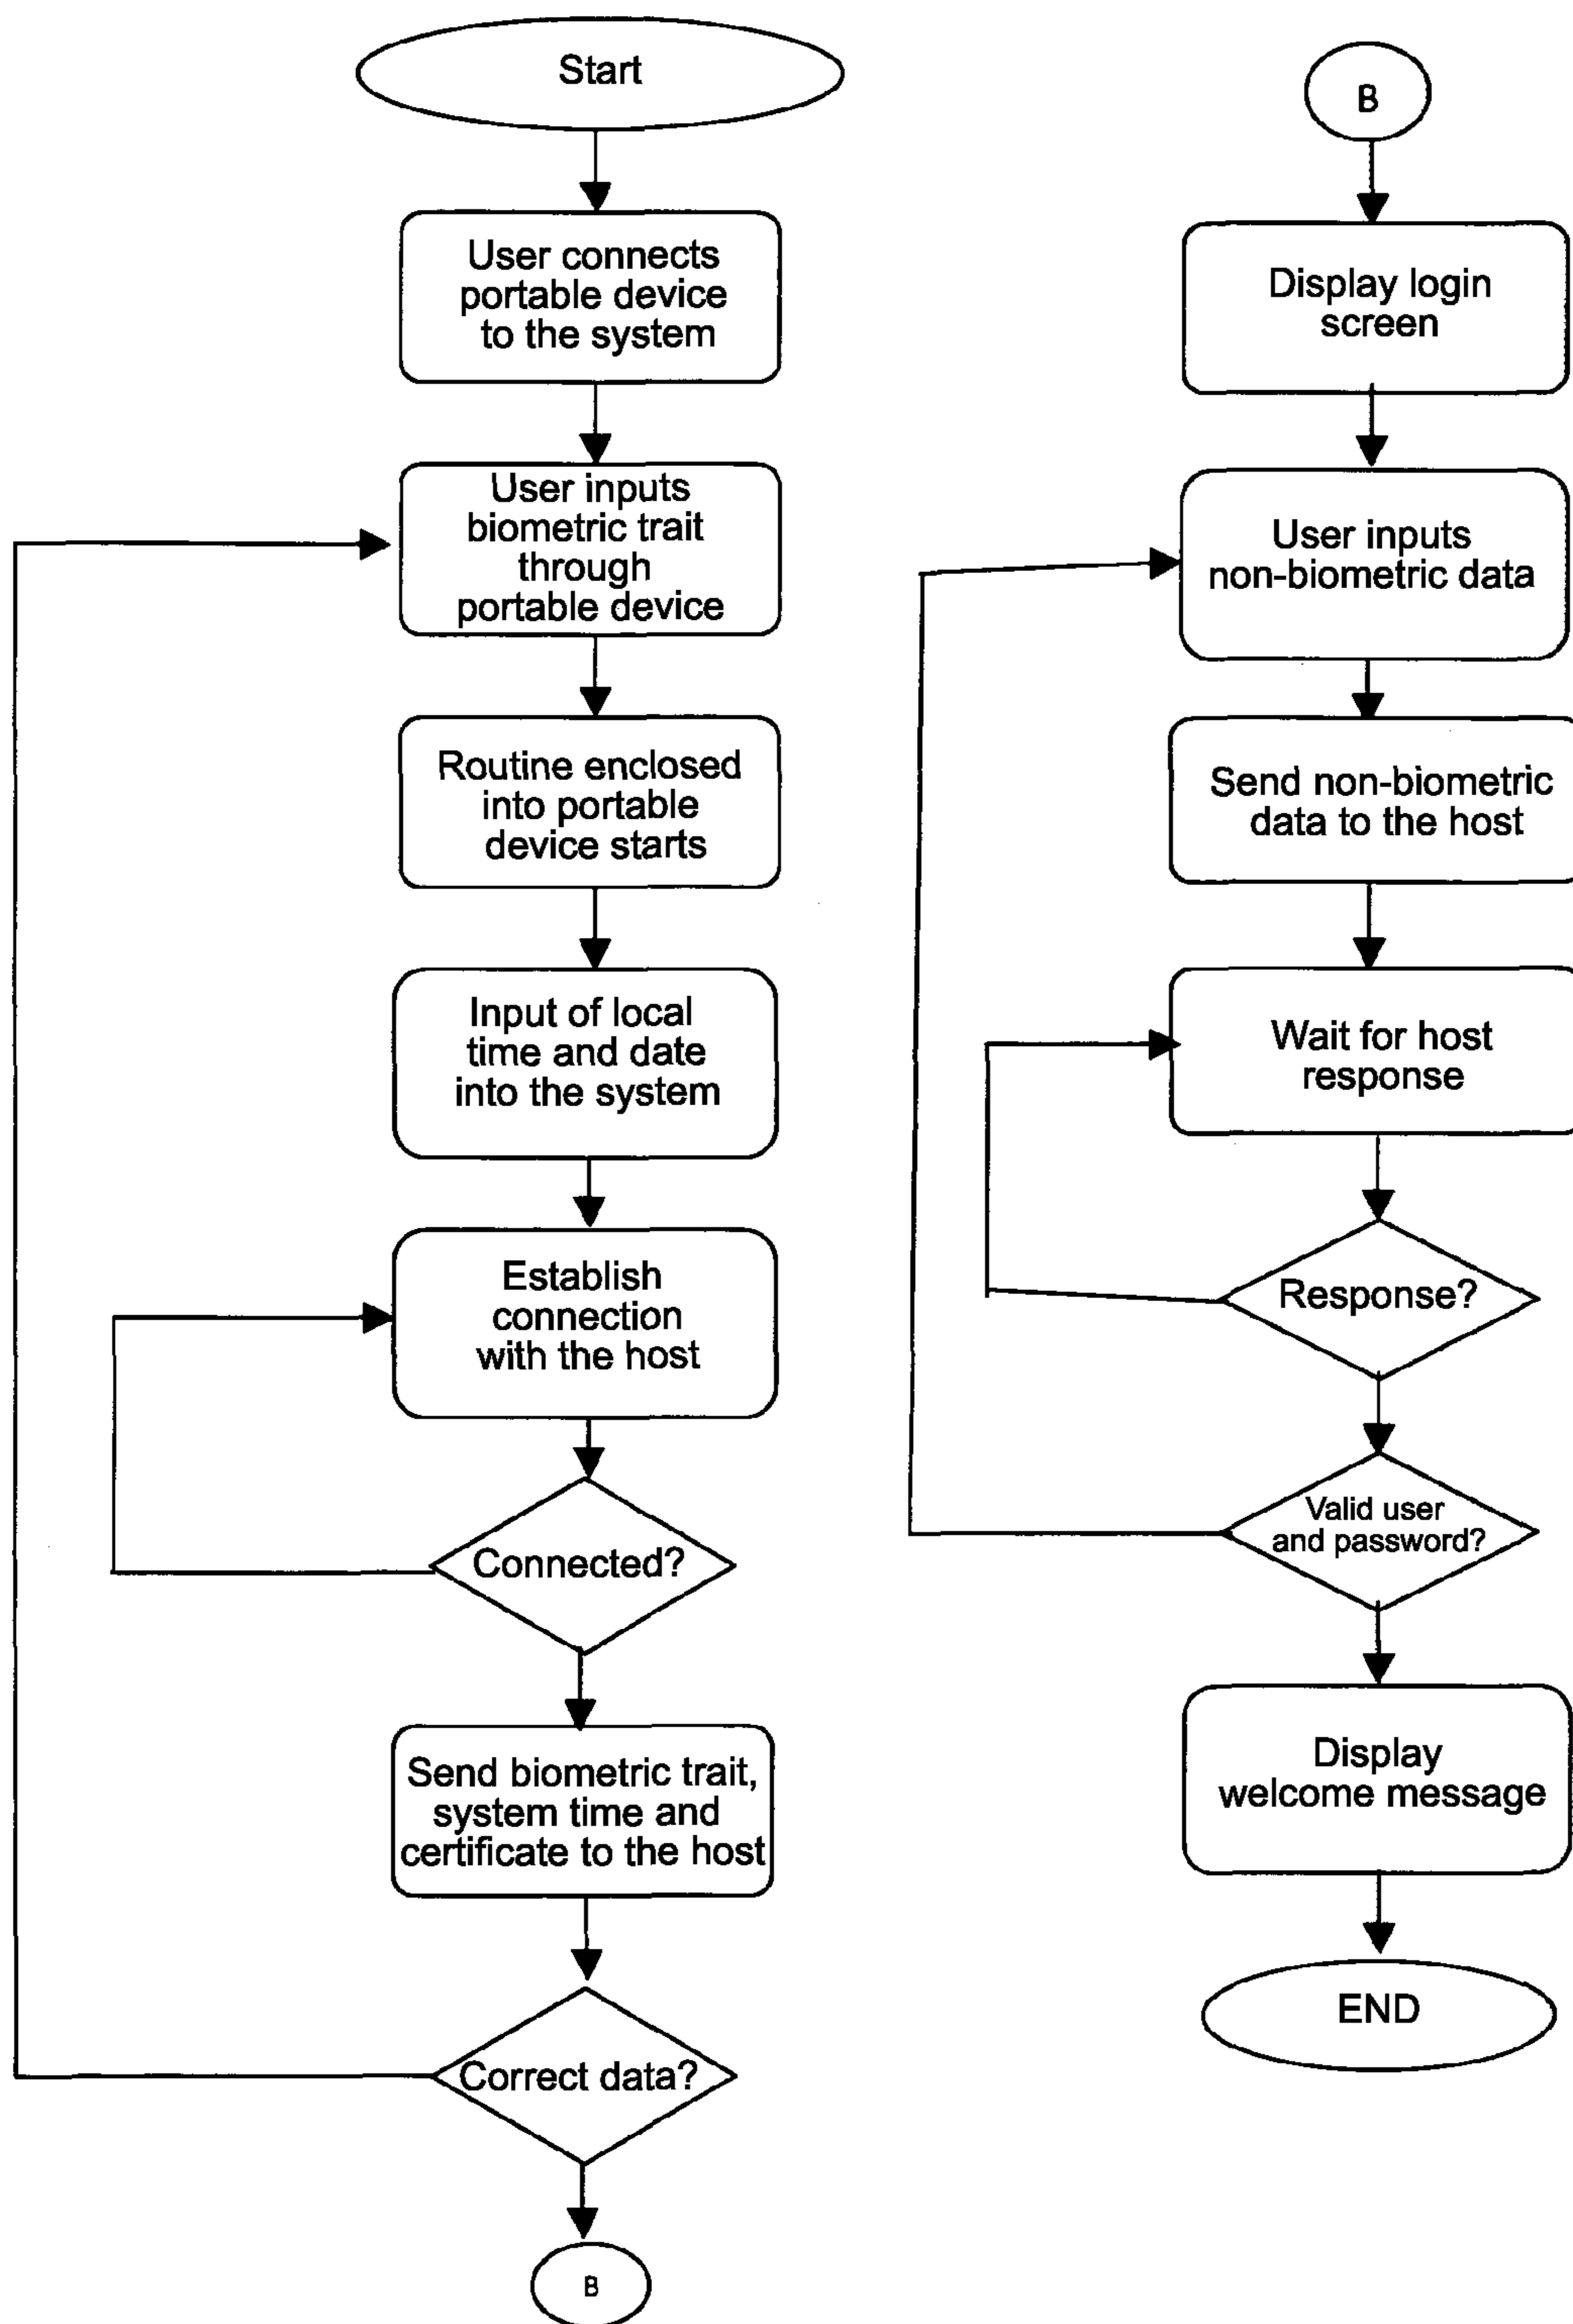 Start
User connects
portable device
to the system
User inputs
biometric trait
through
portable device
Routine enclosed
into portable
device starts
Input of local
time and date
into the system
Establish
connection
with the host
Connected?
Send biometric trait,
system time and
certificate to the host
Correct data?
B
B
Display login
screen
User inputs
non-biometric data
Send non-biometric
data to the host
Wait for host
response
Response?
Valid user
and password?
Display
welcome message
END